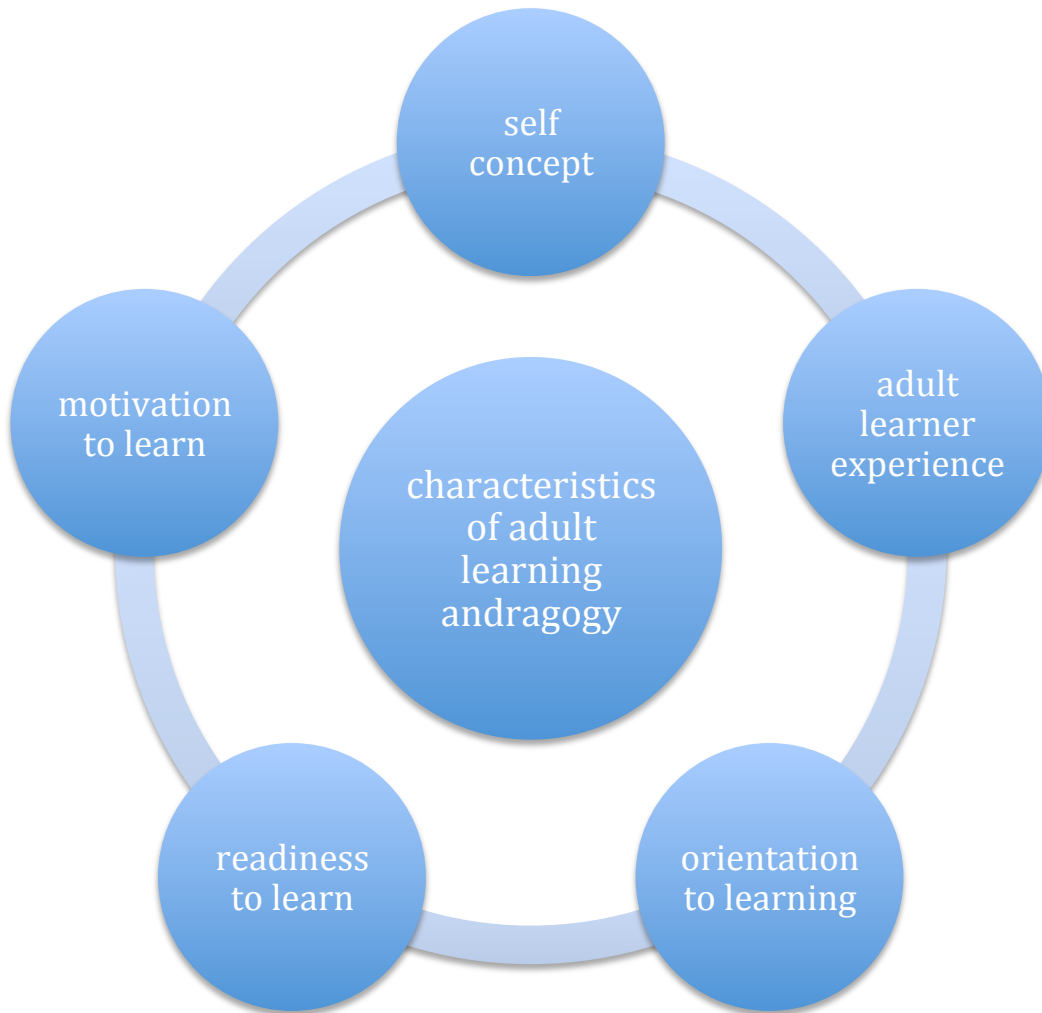 self
concept
adult
learner
experience
orientation
to learning
readiness
to learn
motivation
to learn
characteristics
of adult
learning
andragogy